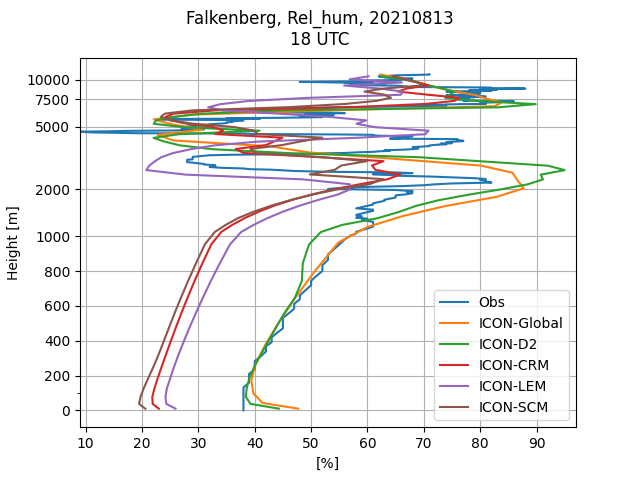 Falkenberg, Rel_hum, 20210813
18 UTC
Height [m]
10000
7500
5000
2000
1000
800
600
400
200
0
Obs
ICON-Global
ICON-D2
ICON-CRM
ICON-LEM
ICON-SCM
10 20 30 40 50 60 70 80 90
[%]